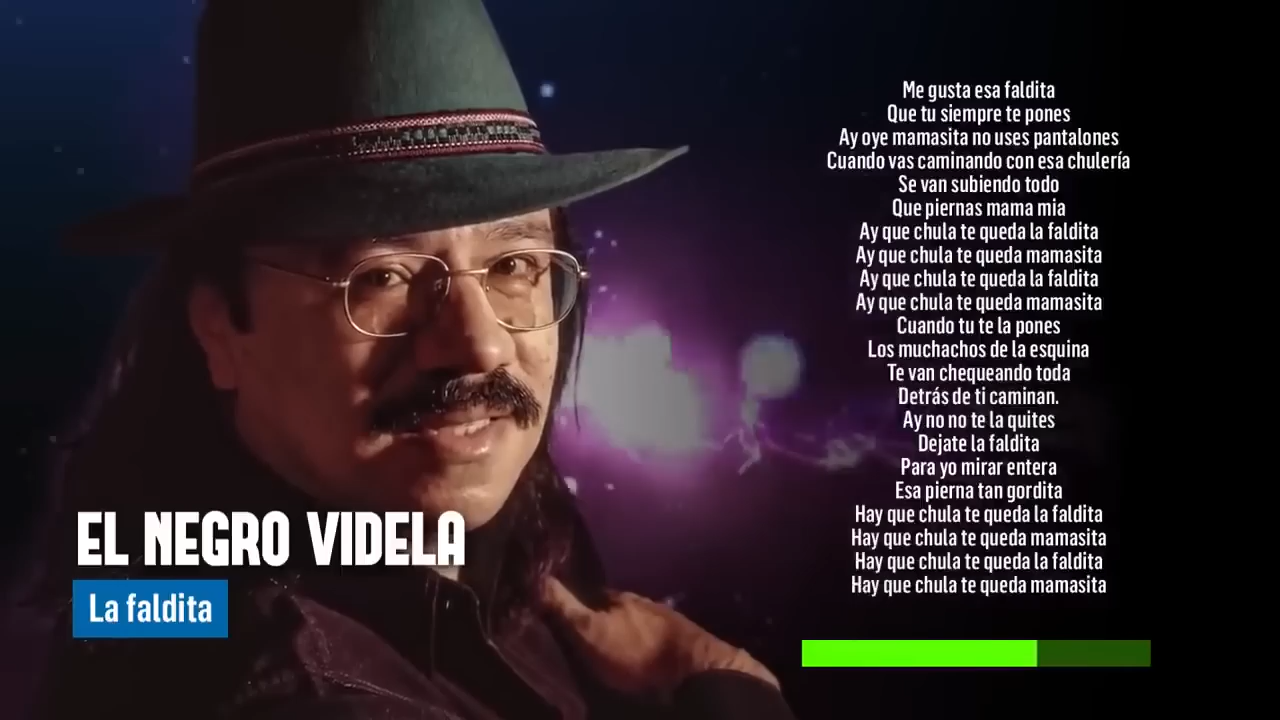 EL NEGRO VIDELA
La faldita
Me gusta esa faldita
Que tu siempre te pones
Ay oye mamasita no uses pantalones
Cuando vas caminando con esa chulería
Se van subiendo todo
Que piernas mama mia
Ay que chula te queda la faldita
Ay que chula te queda mamasita
Ay que chula te queda la faldita
Ay que chula te queda mamasita
Cuando tu te la pones
Los muchachos de la esquina
Te van chequeando toda
Detrás de ti caminan.
Ay no no te la quites
Dejate la faldita
Para yo mirar entera
Esa pierna tan gordita
Hay que chula te queda la faldita
Hay que chula te queda mamasita
Hay que chula te queda la faldita
Hay que chula te queda mamasita